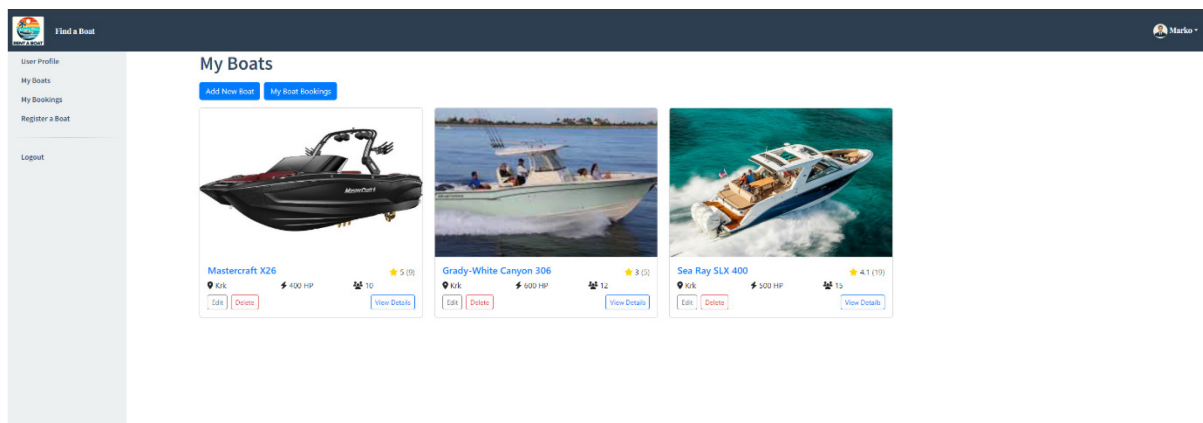 RENT A BOAT
Find a Boat
Marko
User Profile
My Boats
My Bookings
Register a Boat
Logout
My Boats
Add New Boat
My Boat Bookings
MasterCraft
Mastercraft X26
5 (9)
Krk
400 HP
10
Edit
Delete
View Details
Grady-White Canyon 306
3 (5)
Krk
600 HP
12
Edit
Delete
View Details
Sea Ray SLX 400
4.1 (19)
Krk
500 HP
15
Edit
Delete
View Details